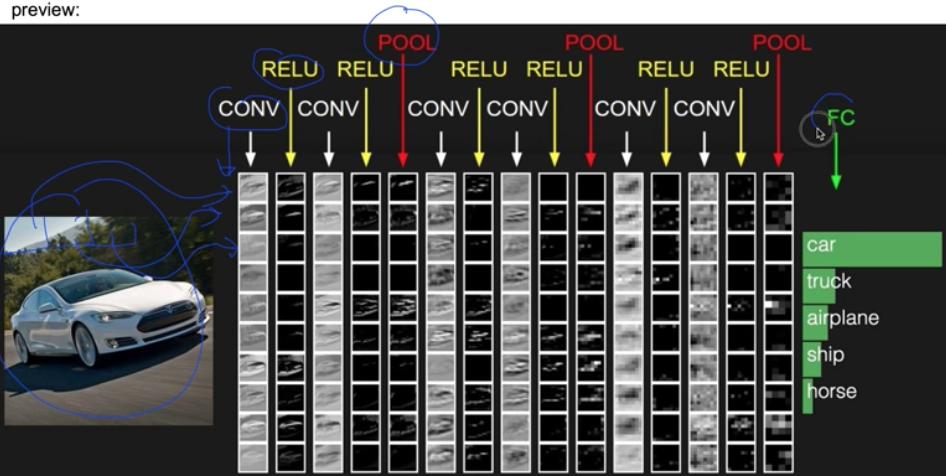 preview:
POOL POOL POOL
RELU RELU RELU RELU RELU RELU
CONV CONV CONV CONV CONV CONV
FC
car
truck
airplane
ship
horse